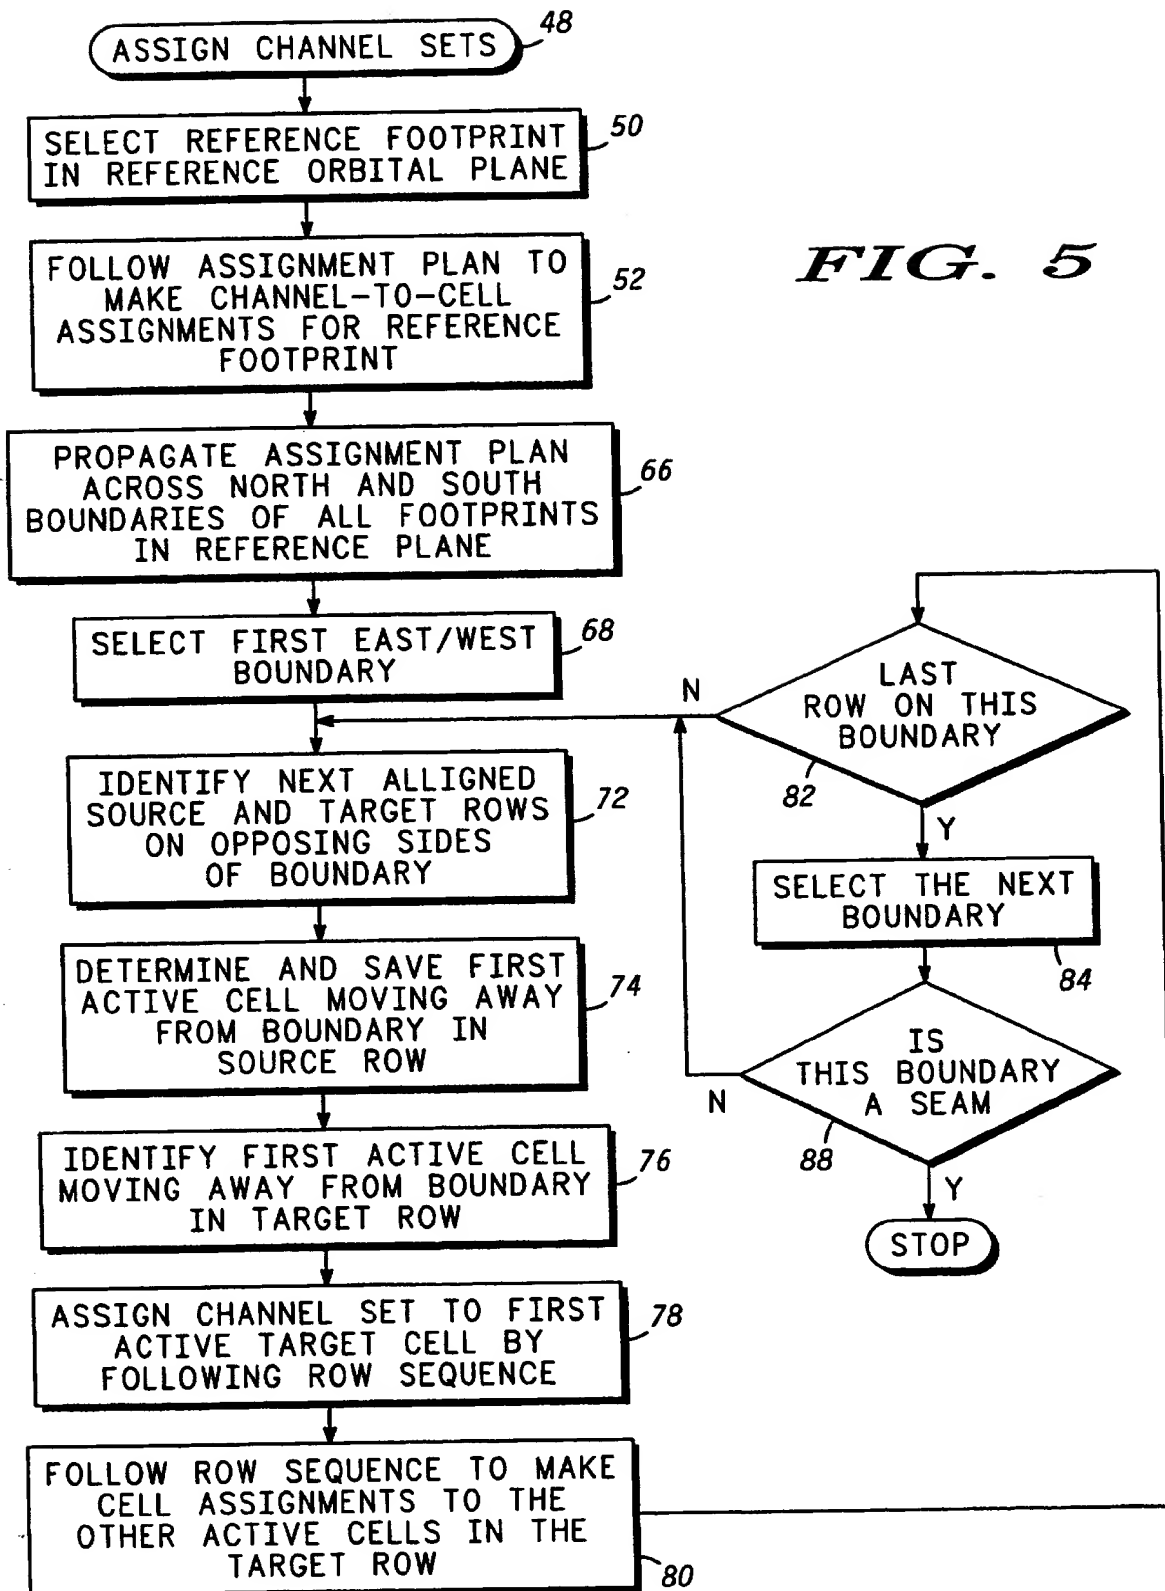 ASSIGN CHANNEL SETS
48
SELECT REFERENCE FOOTPRINT
IN REFERENCE ORBITAL PLANE
50
FOLLOW ASSIGNMENT PLAN TO
MAKE CHANNEL-TO-CELL
ASSIGNMENTS FOR REFERENCE
FOOTPRINT
52
FIG. 5
PROPAGATE ASSIGNMENT PLAN
ACROSS NORTH AND SOUTH
BOUNDARIES OF ALL FOOTPRINTS
IN REFERENCE PLANE
66
SELECT FIRST EAST/WEST
BOUNDARY
68
IDENTIFY NEXT ALLIGNED
SOURCE AND TARGET ROWS
ON OPPOSING SIDES
OF BOUNDARY
72
DETERMINE AND SAVE FIRST
ACTIVE CELL MOVING AWAY
FROM BOUNDARY IN
SOURCE ROW
74
IDENTIFY FIRST ACTIVE CELL
MOVING AWAY FROM BOUNDARY
IN TARGET ROW
76
ASSIGN CHANNEL SET TO FIRST
ACTIVE TARGET CELL BY
FOLLOWING ROW SEQUENCE
78
FOLLOW ROW SEQUENCE TO MAKE
CELL ASSIGNMENTS TO THE
OTHER ACTIVE CELLS IN THE
TARGET ROW
80
LAST
ROW ON THIS
BOUNDARY
82
N
Y
SELECT THE NEXT
BOUNDARY
84
IS
THIS BOUNDARY
A SEAM
88
N
Y
STOP